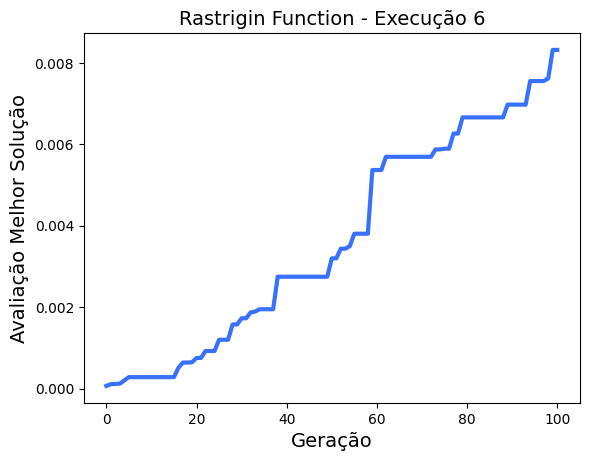 Rastrigin Function - Execução 6
Avaliação Melhor Solução
0.008
0.006
0.004
0.002
0.000
0 20 40 60 80 100
Geração